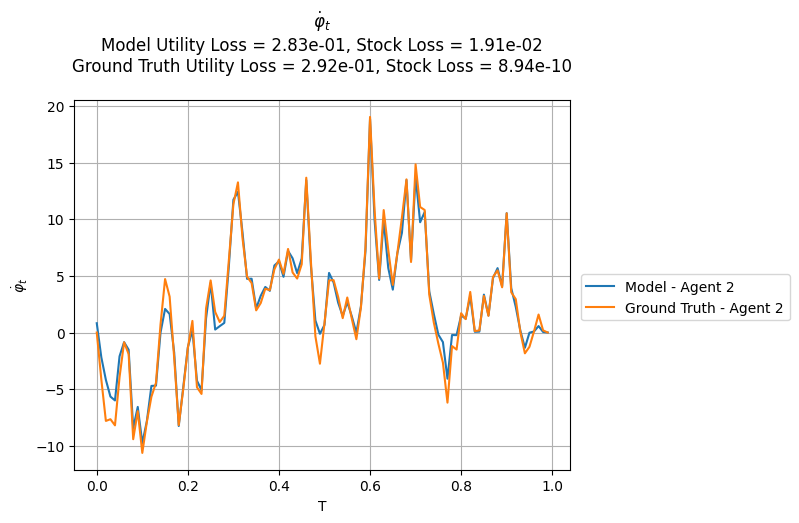 φ̇ₜ
Model Utility Loss = 2.83e-01, Stock Loss = 1.91e-02
Ground Truth Utility Loss = 2.92e-01, Stock Loss = 8.94e-10
φ̇ₜ
20
15
10
5
0
−5
−10
0.0 0.2 0.4 0.6 0.8 1.0
T
Model - Agent 2
Ground Truth - Agent 2